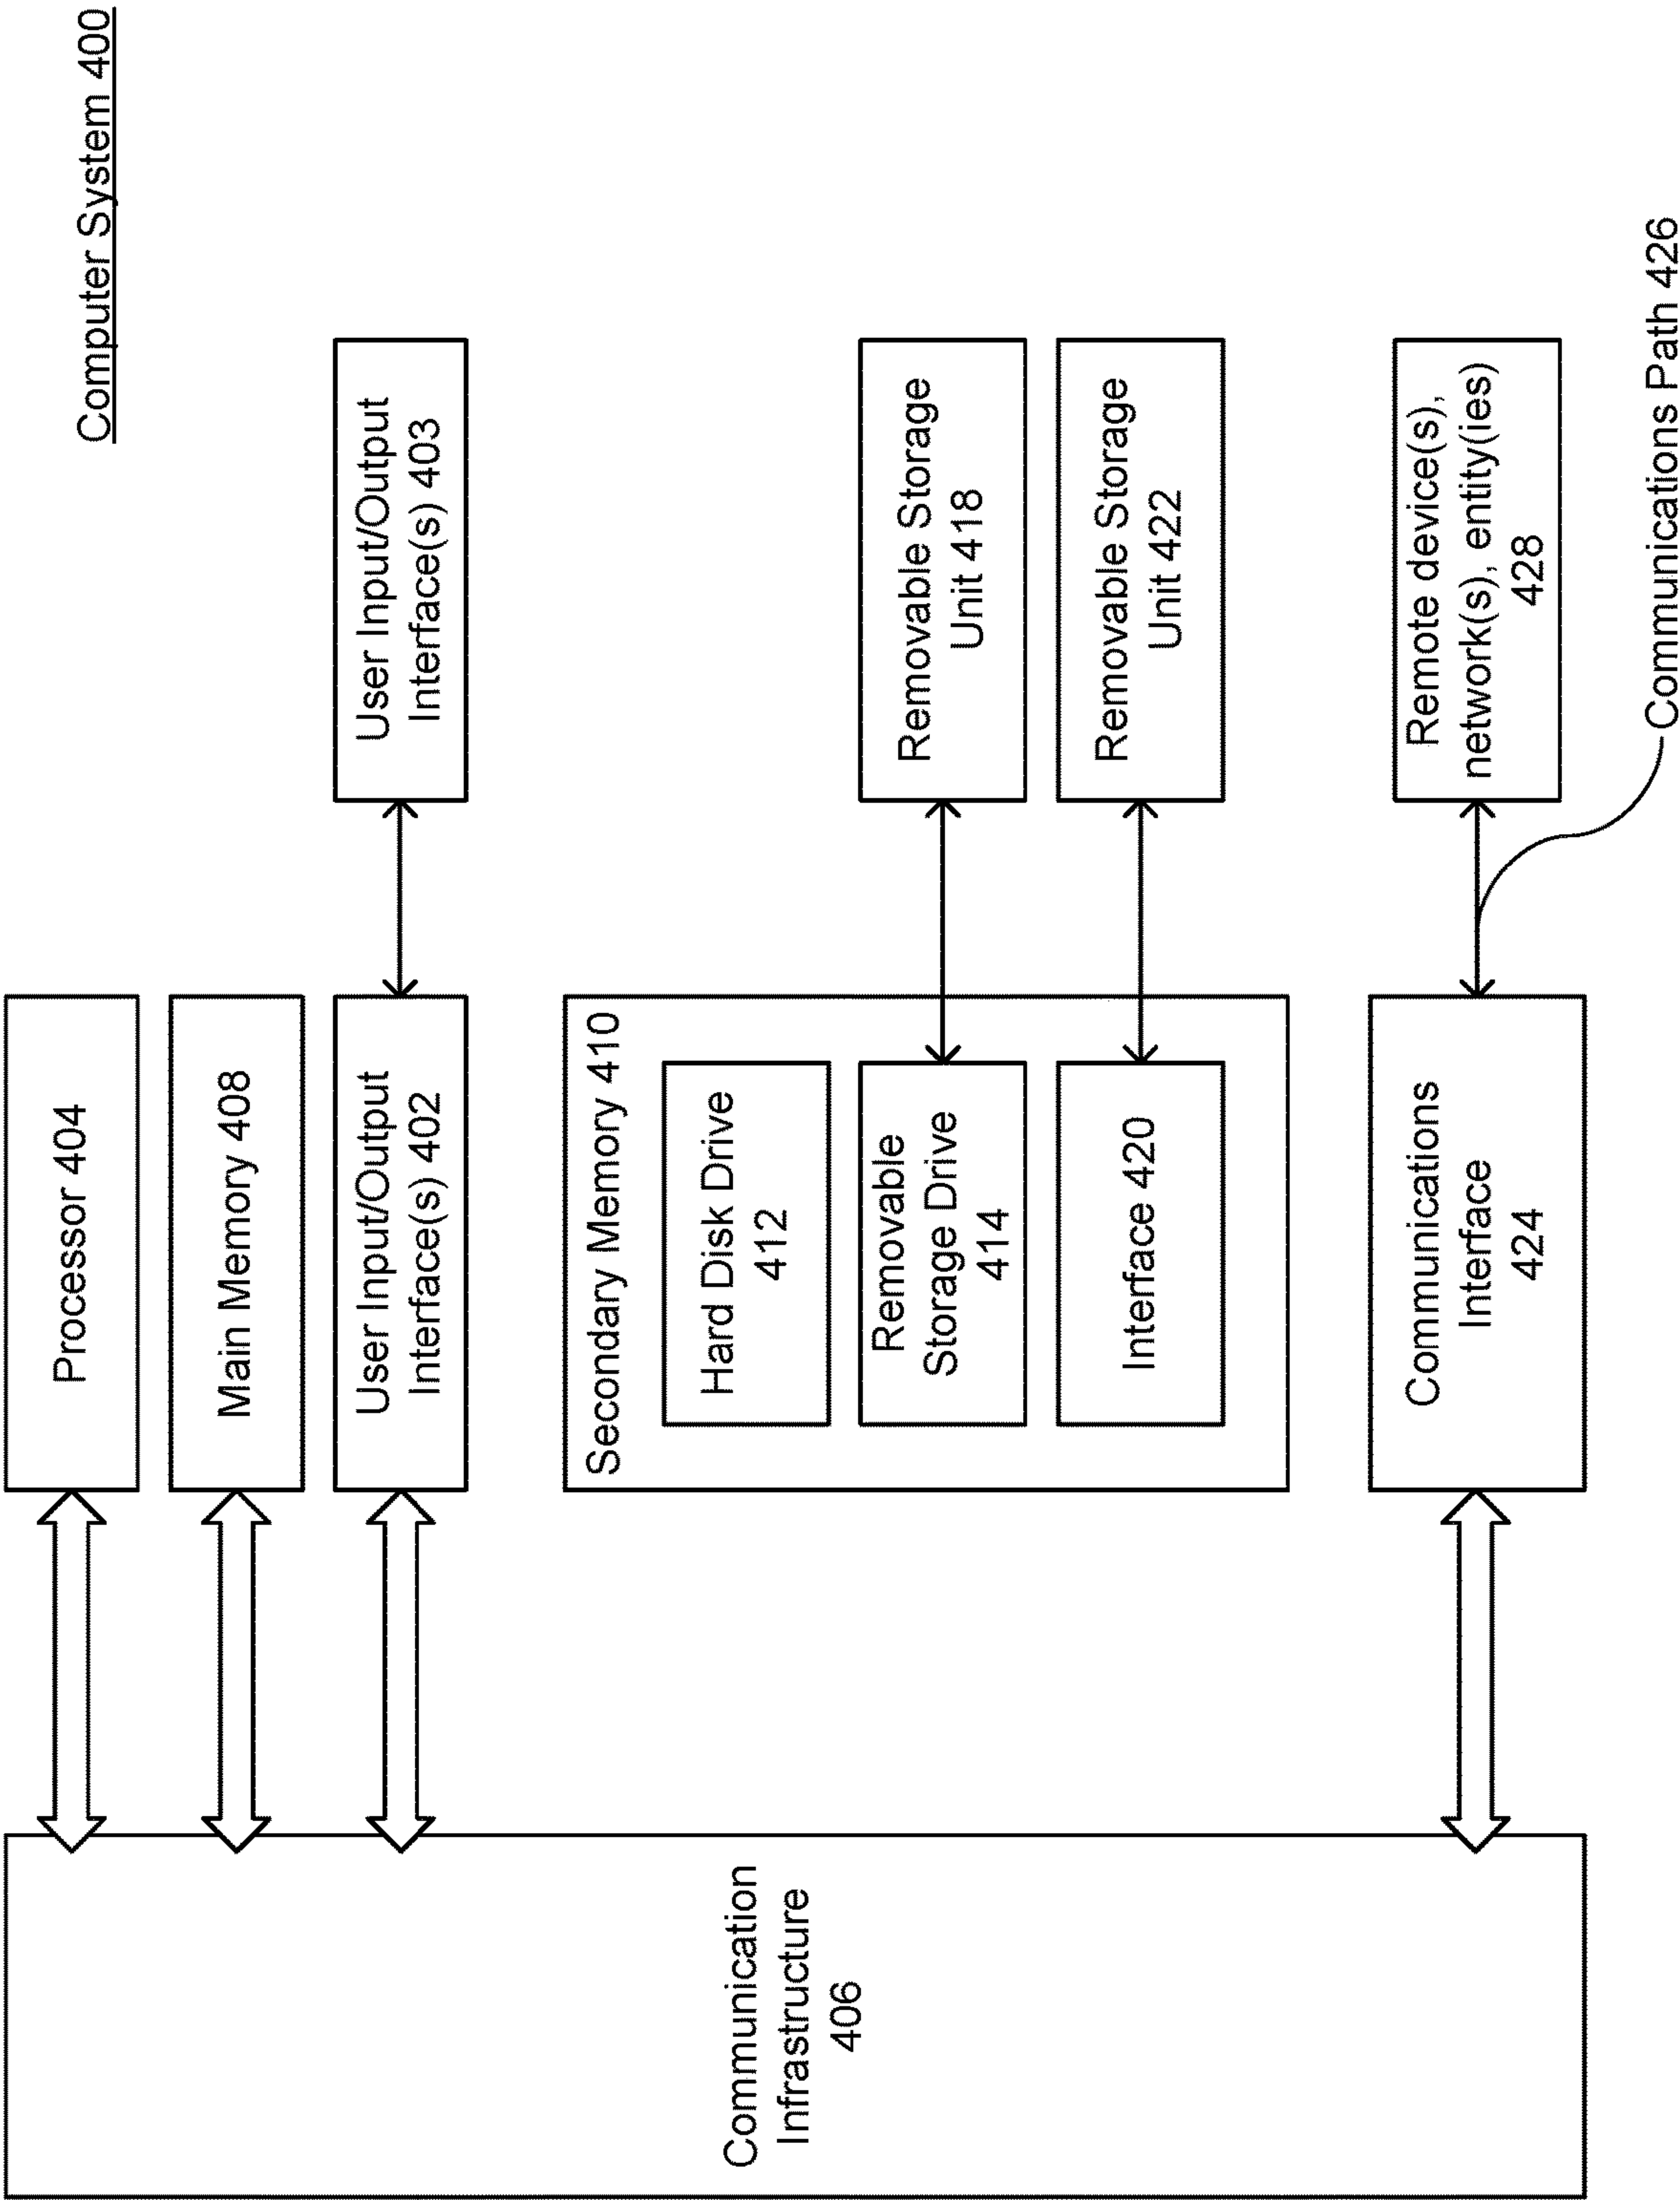 Computer System 400
Processor 404
Main Memory 408
User Input/Output
Interface(s) 402
User Input/Output
Interface(s) 403
Communication
Infrastructure
406
Secondary Memory 410
Hard Disk Drive
412
Removable
Storage Drive
414
Removable Storage
Unit 418
Interface 420
Removable Storage
Unit 422
Communications
Interface
424
Remote device(s),
network(s), entity(ies)
428
Communications Path 426